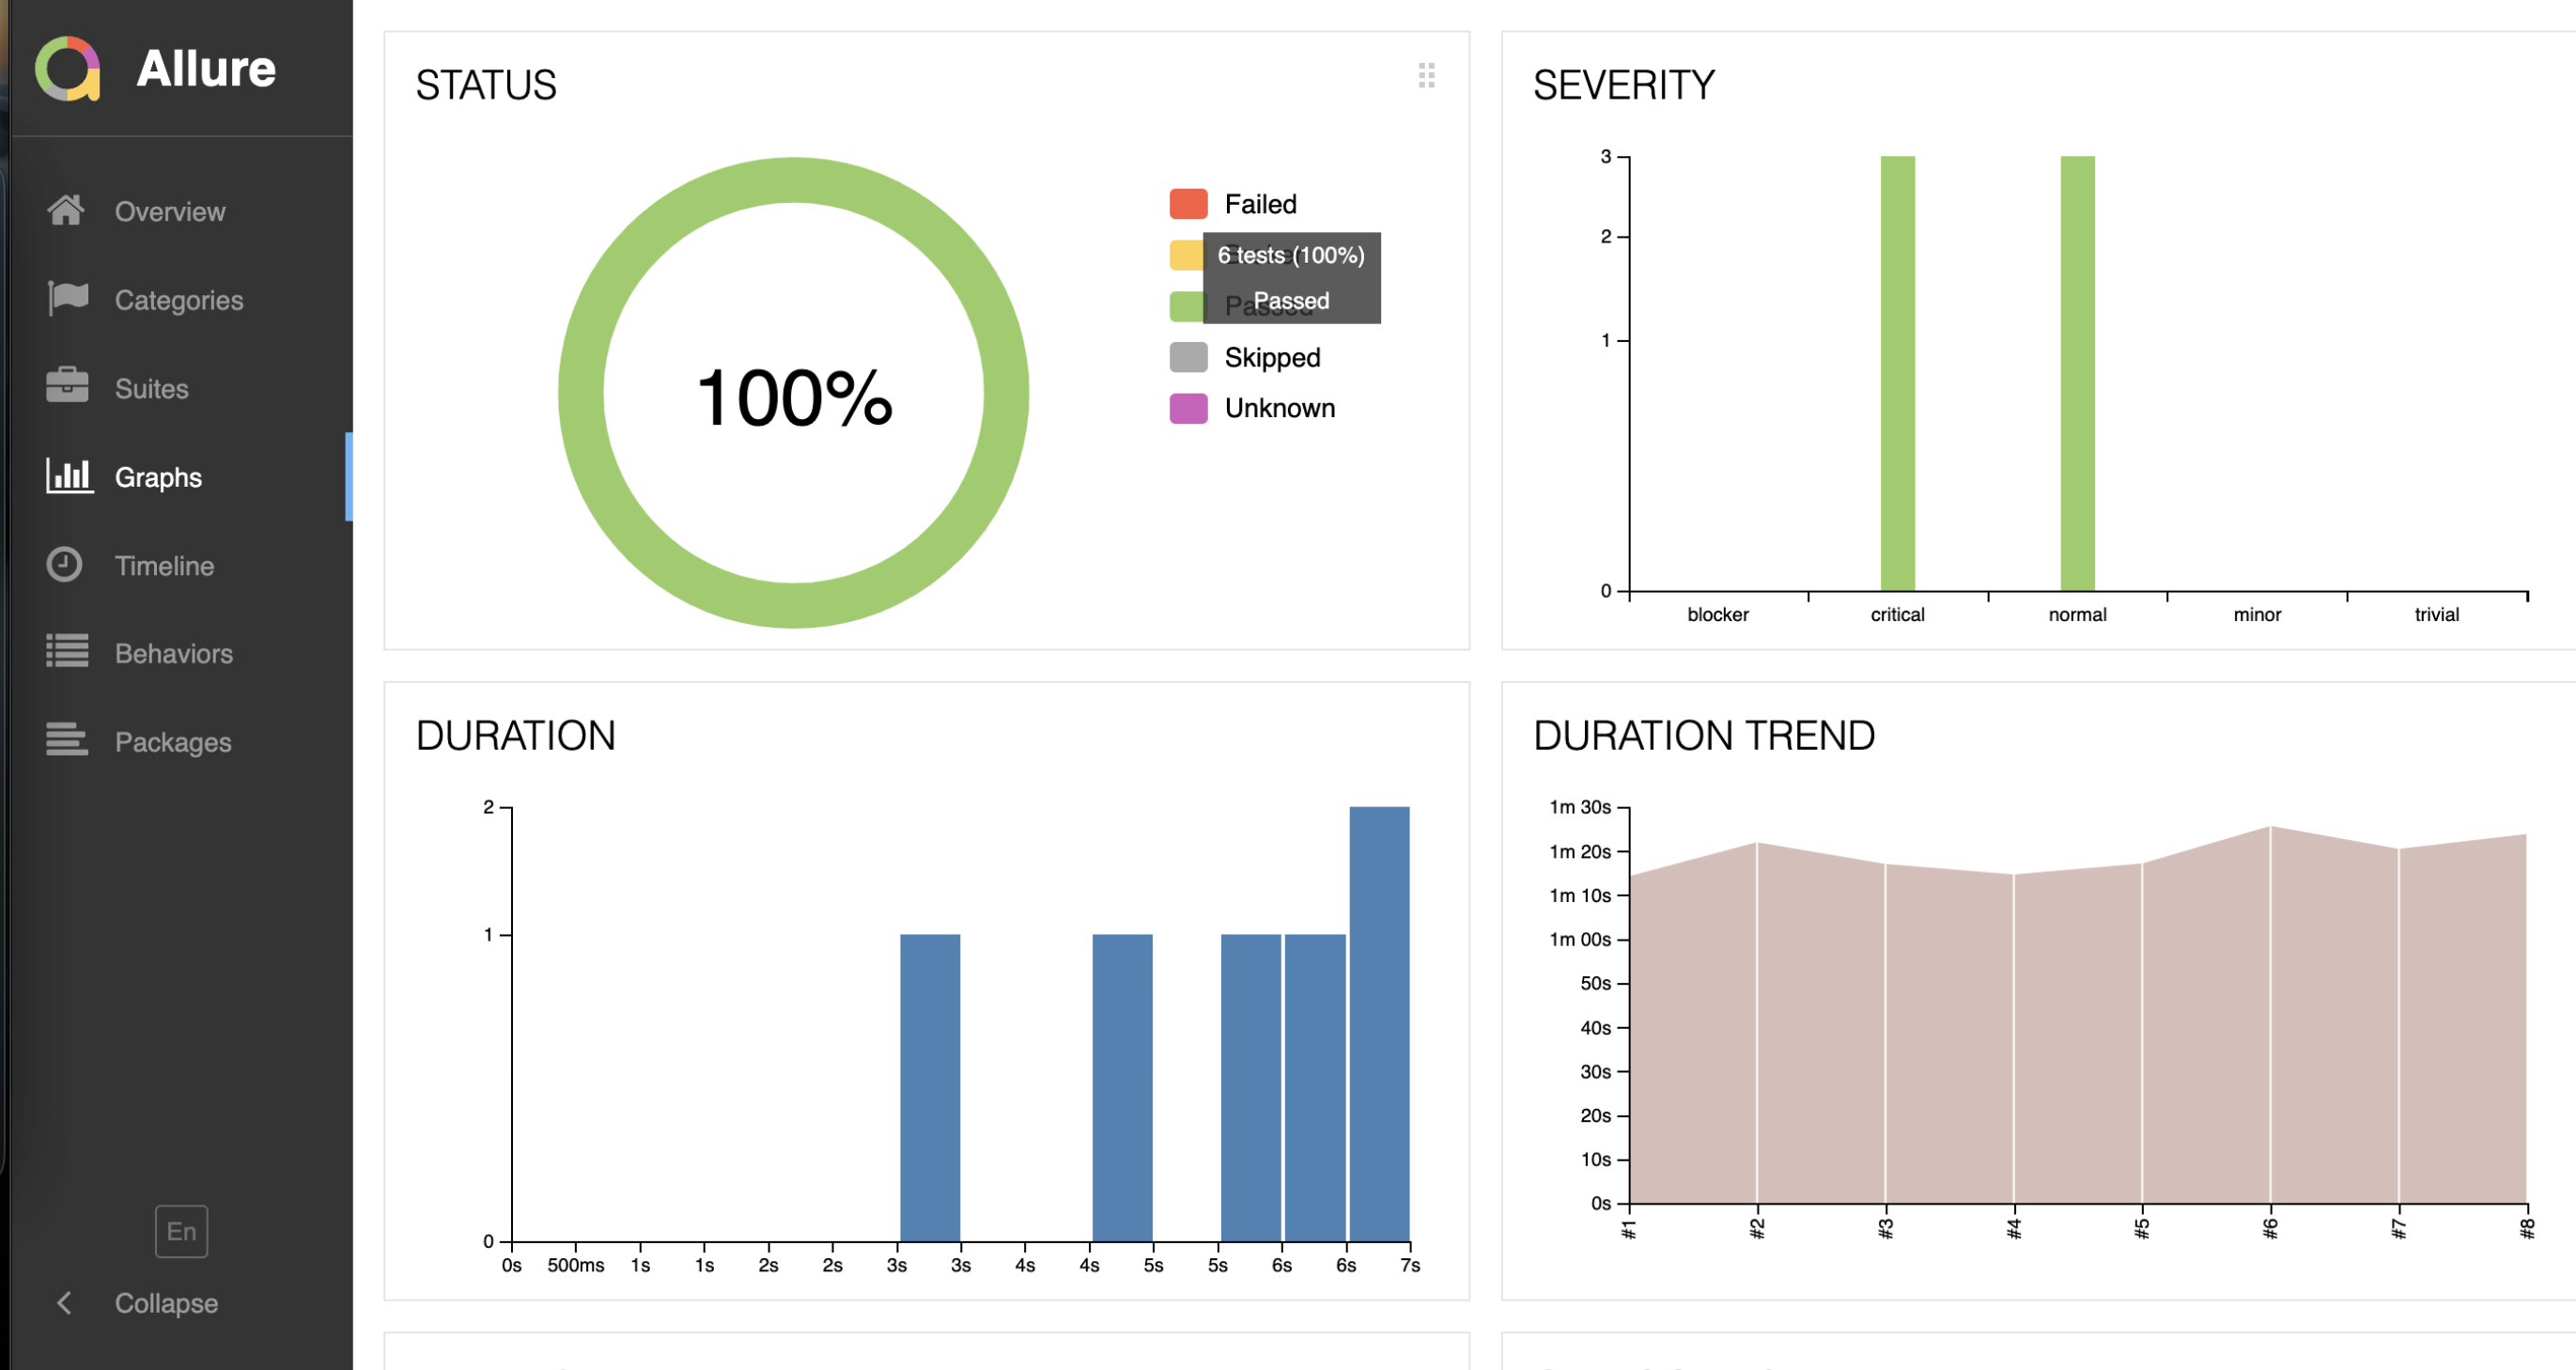 Allure
Overview
Categories
Suites
Graphs
Timeline
Behaviors
Packages
En
Collapse
STATUS
100%
Failed
6 tests (100%)
Passed
Passed
Skipped
Unknown
SEVERITY
3
2
1
0
blocker critical normal minor trivial
DURATION
2
1
0
0s 500ms 1s 1s 2s 2s 3s 3s 4s 4s 5s 5s 6s 6s 7s
DURATION TREND
1m 30s
1m 20s
1m 10s
1m 00s
50s
40s
30s
20s
10s
0s
#1 #2 #3 #4 #5 #6 #7 #8